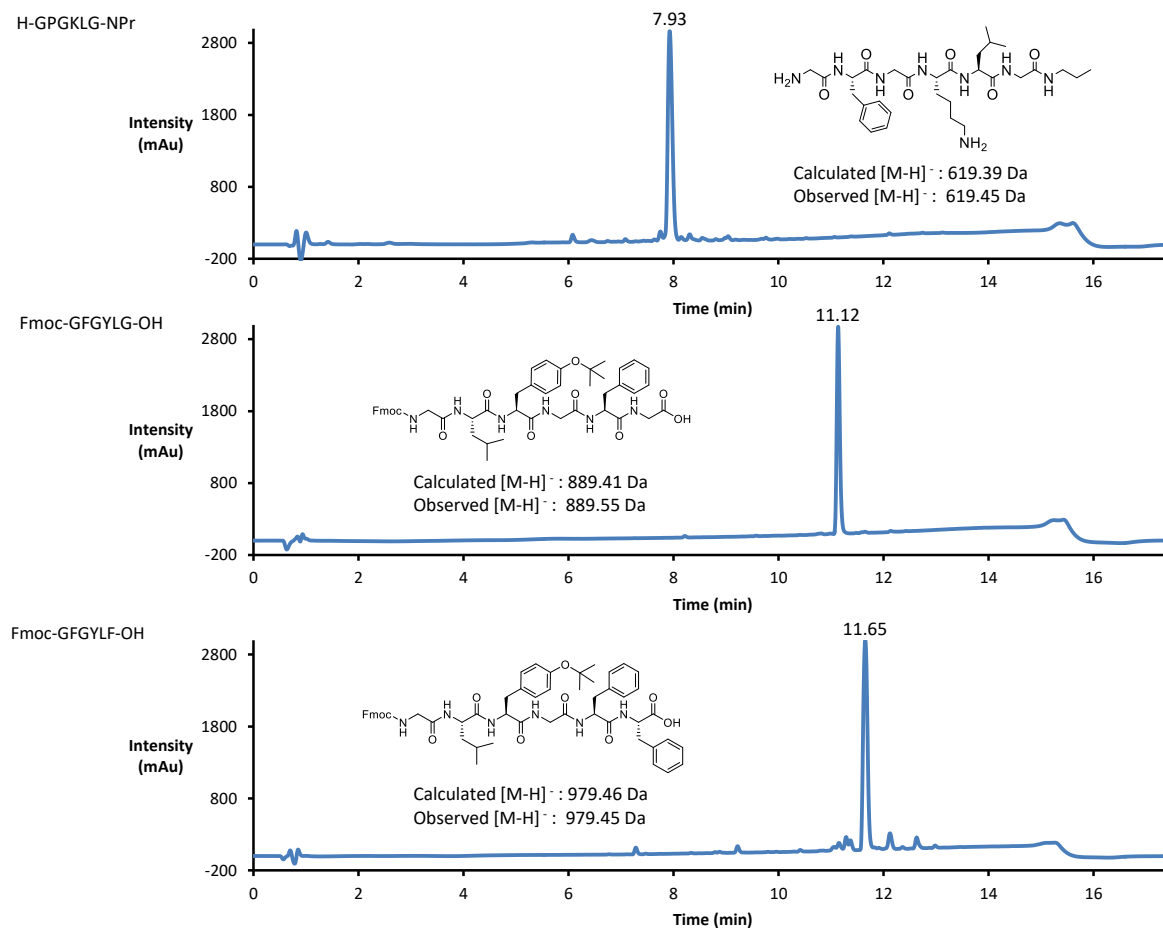 H-GPGKLG-NPr
7.93
2800
1800
800
-200
Intensity
(mAu)
H2N
H
N
O
O
N
H
H
N
O
O
N
H
H
N
O
O
N
H
NH2
Calculated [M-H] - : 619.39 Da
Observed [M-H] - : 619.45 Da
0 2 4 6 8 10 12 14 16
Time (min)
Fmoc-GFGYLG-OH
11.12
2800
1800
800
-200
Intensity
(mAu)
O
Fmoc
N
H
O
H
N
O
N
H
O
H
N
O
N
H
O
H
N
O
OH
Calculated [M-H] - : 889.41 Da
Observed [M-H] - : 889.55 Da
0 2 4 6 8 10 12 14 16
Time (min)
Fmoc-GFGYLF-OH
11.65
2800
1800
800
-200
Intensity
(mAu)
O
Fmoc
N
H
O
H
N
O
N
H
O
H
N
O
N
H
O
H
N
O
OH
Calculated [M-H] - : 979.46 Da
Observed [M-H] - : 979.45 Da
0 2 4 6 8 10 12 14 16
Time (min)